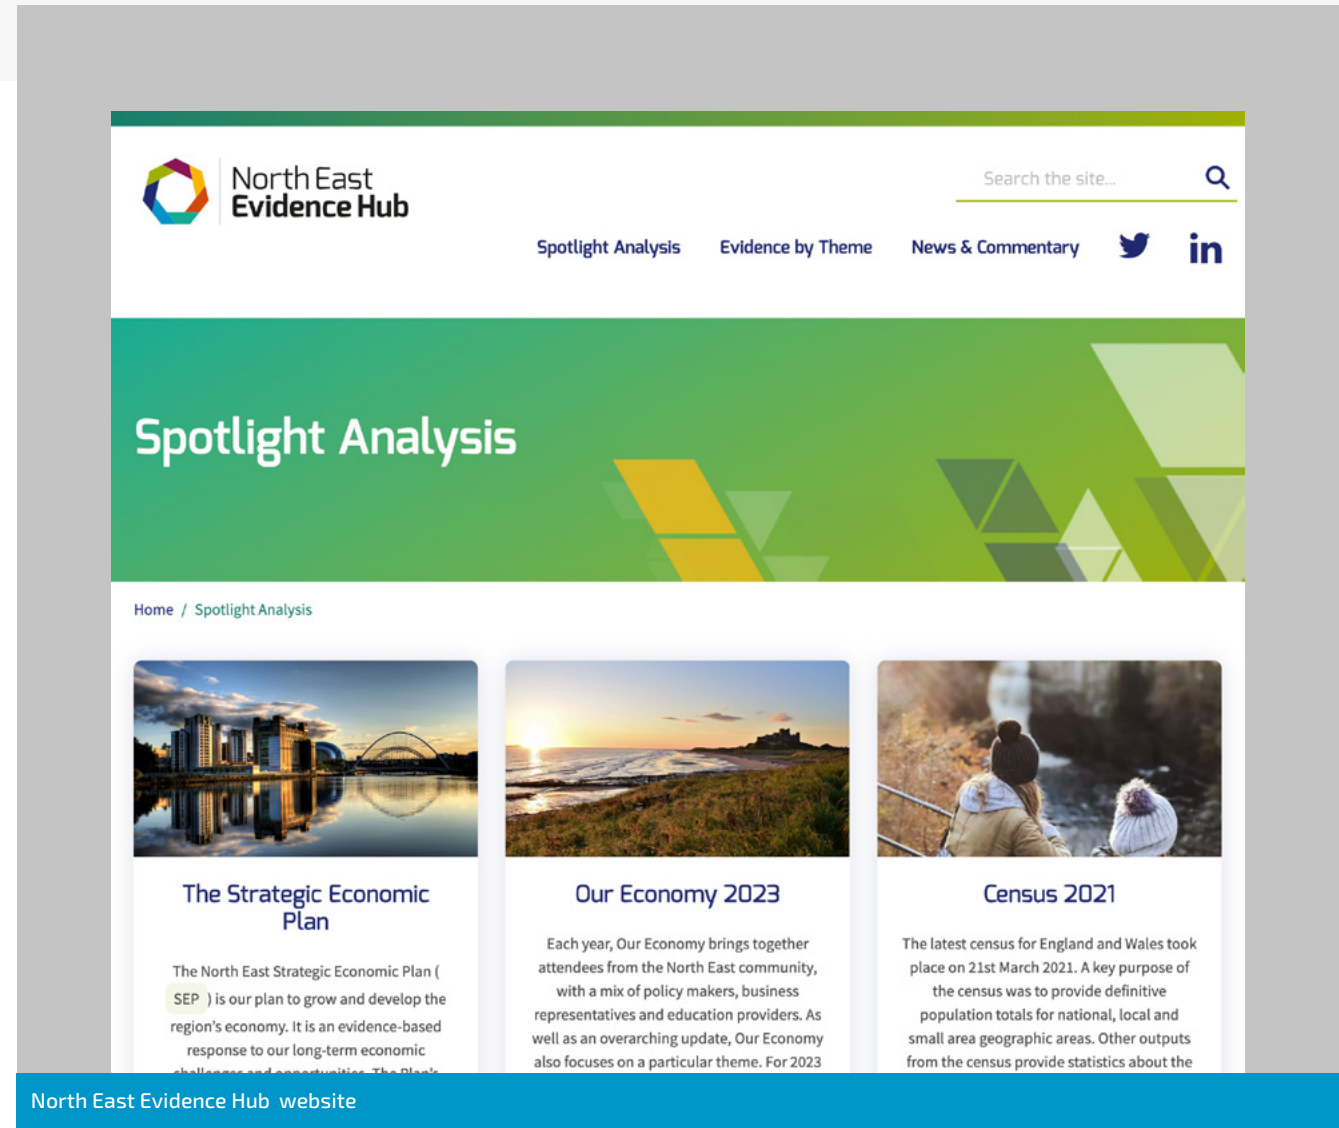 North East
Evidence Hub
Search the site...
Spotlight Analysis
Evidence by Theme
News & Commentary
in
Spotlight Analysis
Home / Spotlight Analysis
The Strategic Economic
Plan
The North East Strategic Economic Plan (
SEP ) is our plan to grow and develop the
region's economy. It is an evidence-based
response to our long-term economic
challenges and opportunities. The Plan's
Our Economy 2023
Each year, Our Economy brings together
attendees from the North East community,
with a mix of policy makers, business
representatives and education providers. As
well as an overarching update, Our Economy
also focuses on a particular theme. For 2023
Census 2021
The latest census for England and Wales took
place on 21st March 2021. A key purpose of
the census was to provide definitive
population totals for national, local and
small area geographic areas. Other outputs
from the census provide statistics about the
North East Evidence Hub website